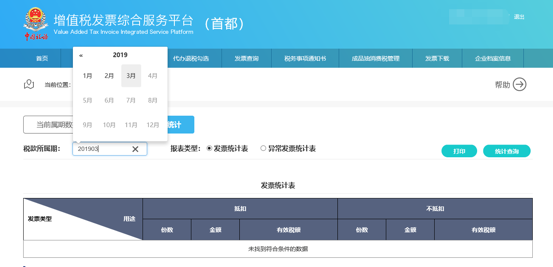 增值税发票综合服务平台 （首都）
Value Added Tax Invoice Integrated Service Platform
退出
首页 代办退税勾选 发票查询 税务事项通知书 成品油消费税管理 发票下载 企业档案信息
« 2019
1月 2月 3月 4月
5月 6月 7月 8月
9月 10月 11月 12月
当前位置： 帮助
当前属期数 统计
税款所属期： 201903 报表类型： 发票统计表 异常发票统计表 打印 统计查询
发票统计表
发票类型 用途 抵扣 不抵扣
份数 金额 有效税额 份数 金额 有效税额
未找到符合条件的数据